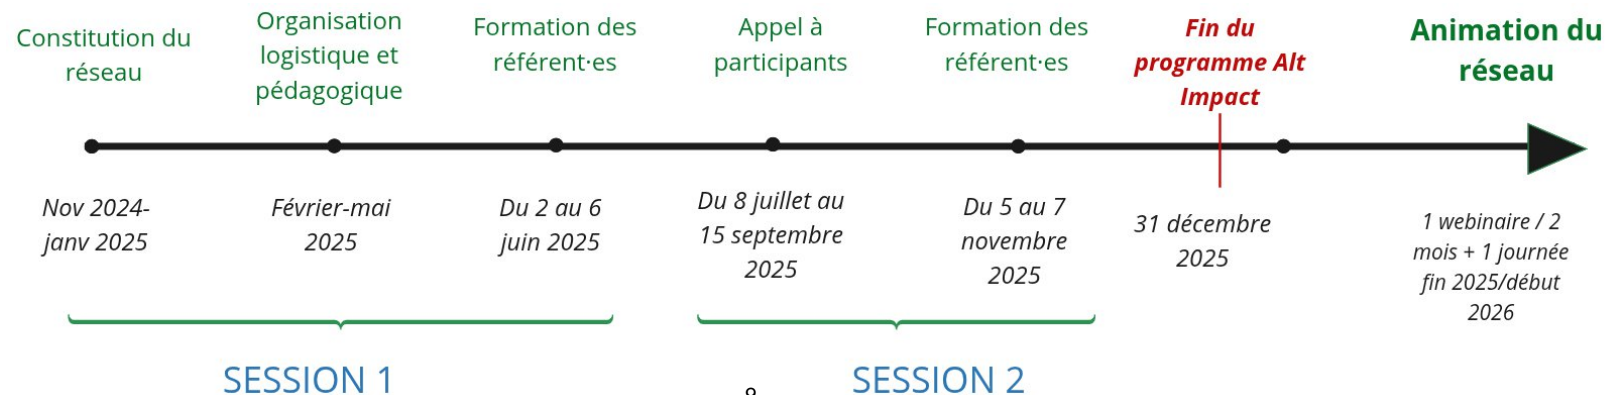 Constitution du
réseau
Organisation
logistique et
pédagogique
Formation des
référent·es
Appel à
participants
Formation des
référent·es
Fin du
programme Alt
Impact
Animation du
réseau
Nov 2024-
janv 2025
Février-mai
2025
Du 2 au 6
juin 2025
Du 8 juillet au
15 septembre
2025
Du 5 au 7
novembre
2025
31 décembre
2025
1 webinaire / 2
mois + 1 journée
fin 2025/début
2026
SESSION 1
SESSION 2